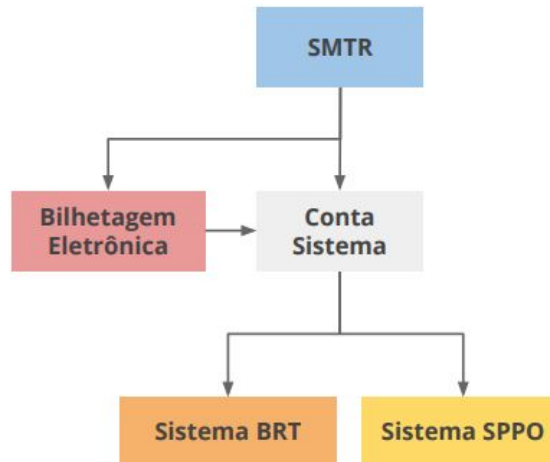 SMTR
Bilhetagem
Eletrônica
Conta
Sistema
Sistema BRT
Sistema SPPO